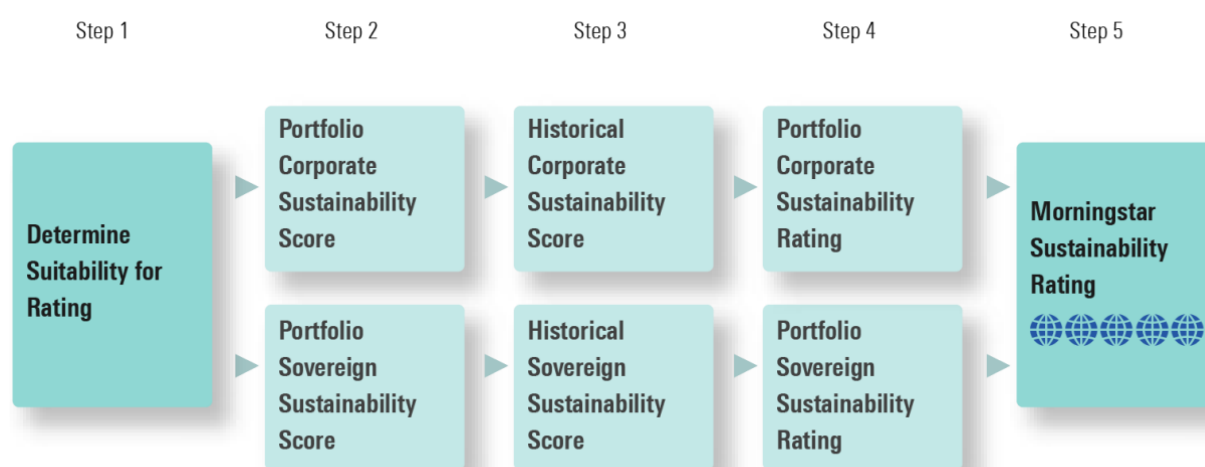 Step 1
Step 2
Step 3
Step 4
Step 5
Determine
Suitability for
Rating
Portfolio
Corporate
Sustainability
Score
Historical
Corporate
Sustainability
Score
Portfolio
Corporate
Sustainability
Rating
Portfolio
Sovereign
Sustainability
Score
Historical
Sovereign
Sustainability
Score
Portfolio
Sovereign
Sustainability
Rating
Morningstar
Sustainability
Rating